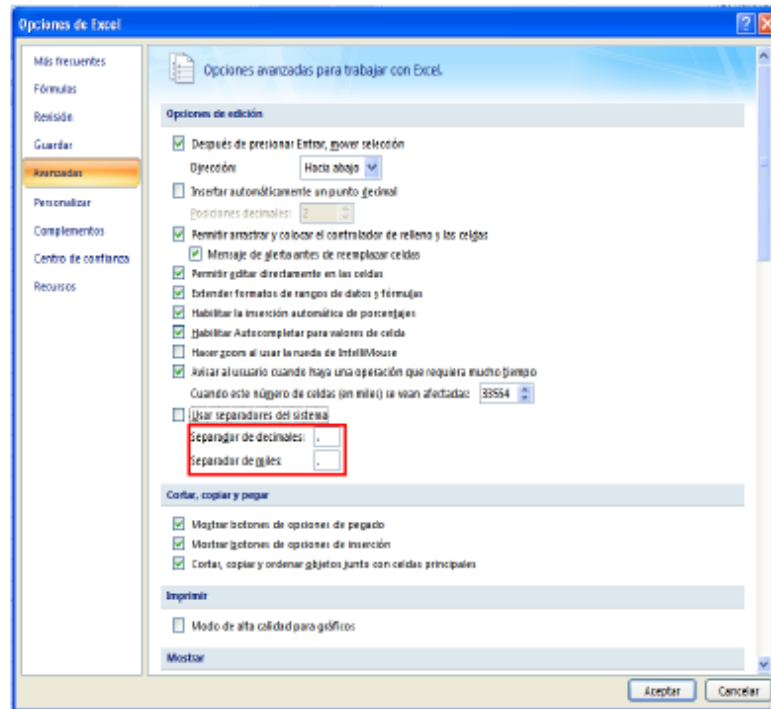 Opciones de Excel
Más frecuentes
Fórmulas
Revisión
Guardar
Avanzadas
Personalizar
Complementos
Centro de confianza
Recursos
Opciones avanzadas para trabajar con Excel.
Opciones de edición
Después de presionar Entrar, mover selección
Dirección: Hacia abajo
Insertar automáticamente un punto decimal
Posiciones decimales: 2
Permitir arrastrar y colocar el controlador de relleno y las celdas
Mensaje de alerta antes de reemplazar celdas
Permitir editar directamente en las celdas
Extender formatos de rangos de datos y fórmulas
Habilitar la inserción automática de porcentajes
Habilitar Autocompletar para valores de celda
Hacer zoom al usar la rueda de IntelliMouse
Avisar al usuario cuando haya una operación que requiera mucho tiempo
Cuando este número de celdas (en miles) se vean afectadas: 33554
Usar separadores del sistema
Separador de decimales: .
Separador de miles: .
Cortar, copiar y pegar
Mostrar botones de opciones de pegado
Mostrar botones de opciones de inserción
Cortar, copiar y ordenar objetos junto con celdas principales
Imprimir
Modo de alta calidad para gráficos
Mostrar
Aceptar Cancelar